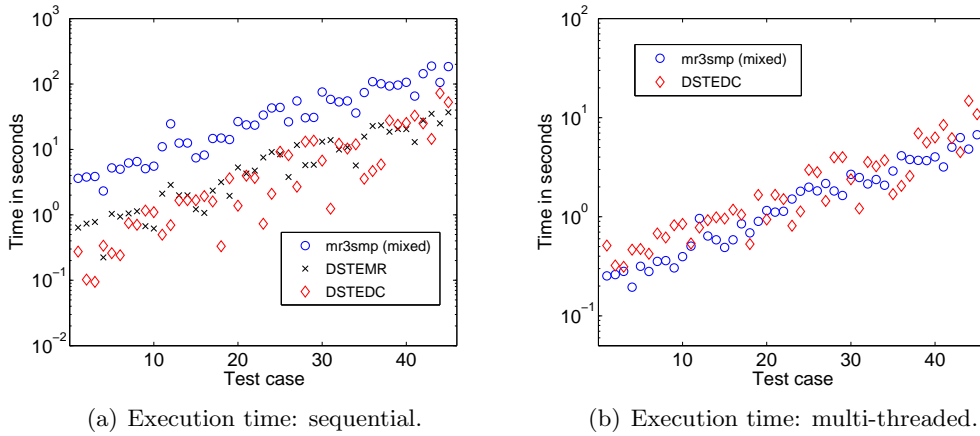 10^3
10^2
10^1
10^0
10^-1
10^-2
Time in seconds
10
20
30
40
Test case
mr3smp (mixed)
DSTEMR
DSTEDC
(a) Execution time: sequential.
10^2
10^1
10^0
10^-1
Time in seconds
10
20
30
40
Test case
mr3smp (mixed)
DSTEDC
(b) Execution time: multi-threaded.